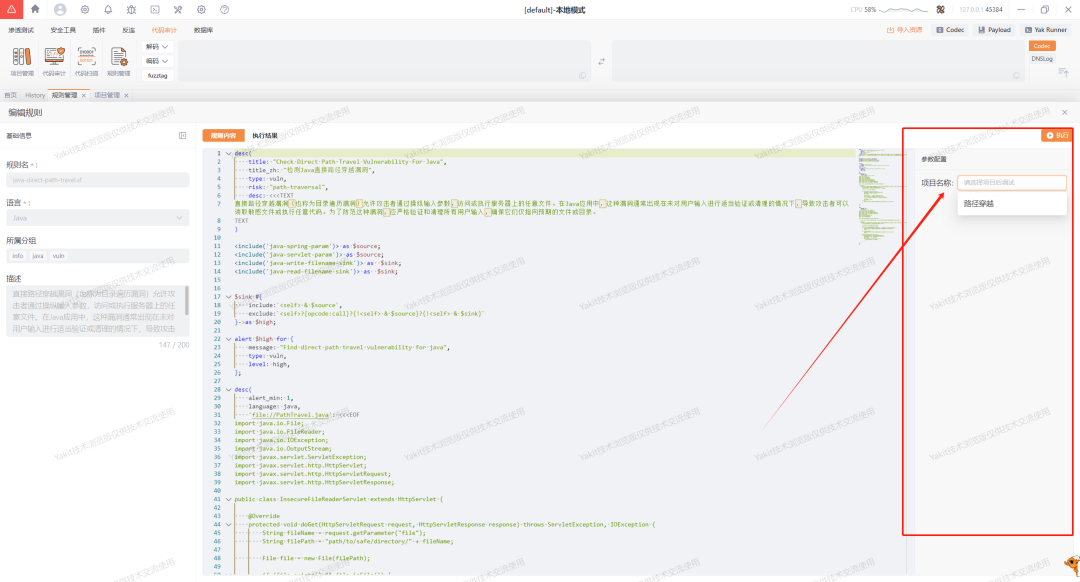 [default]-本地模式
CPU 58%
127.0.0.1:45384
渗透测试 安全工具 插件 反连 代码审计 数据库
导入资源 Codec Payload Yak Runner
项目管理 代码审计 代码扫描 规则管理
解码
编码
fuzztag
Codec
DNSLog
首页 History 规则管理 × 项目管理 ×
编辑规则
基础信息
规则名 * :
java-direct-path-travel.sf
语言 * :
Java
所属分组
info java vuln
描述
直接路径穿越漏洞（也称为目录遍历漏洞）允许攻
击者通过操纵输入参数，访问或执行服务器上的任
意文件。在Java应用中，这种漏洞通常出现在未对
用户输入进行适当验证或清理的情况下，导致攻击
147 / 200
规则内容 执行结果
1 desc(
2 title: "Check Direct Path Travel Vulnerability for Java",
3 title_zh: "检测Java直接路径穿越漏洞",
4 type: vuln,
5 risk: "path-traversal",
6 desc: <<<TEXT
7 直接路径穿越漏洞（也称为目录遍历漏洞）允许攻击者通过操纵输入参数，访问或执行服务器上的任意文件。在Java应用中，这种漏洞通常出现在未对用户输入进行适当验证或清理的情况下，导致攻击者可以
读取敏感文件或执行任意代码。为了防范这种漏洞，应严格验证和清理所有用户输入，确保它们仅指向预期的文件或目录。
8 TEXT
9 )
10
11 <include('java-spring-param')> as $source;
12 <include('java-servlet-param')> as $source;
13 <include('java-write-filename-sink')> as $sink;
14 <include('java-read-filename-sink')> as $sink;
15
16
17 $sink #{
18 include:`<self> & $source`,
19 exclude:`<self>?{opcode:call}?{!<self> & $source}?{!<self> & $sink}`
20 }->as $high;
21
22 alert $high for {
23 message: "Find direct path travel vulnerability for java",
24 type: vuln,
25 level: high,
26 };
27
28 desc(
29 alert_min: 1,
30 language: java,
31 'file://PathTravel.java': <<<EOF
32 import java.io.File;
33 import java.io.FileReader;
34 import java.io.IOException;
35 import java.io.OutputStream;
36 import javax.servlet.ServletException;
37 import javax.servlet.http.HttpServlet;
38 import javax.servlet.http.HttpServletRequest;
39 import javax.servlet.http.HttpServletResponse;
40
41 public class InsecureFileReaderServlet extends HttpServlet {
42
43 @Override
44 protected void doGet(HttpServletRequest request, HttpServletResponse response) throws ServletException, IOException {
45 String fileName = request.getParameter("file");
46 String filePath = "path/to/safe/directory/" + fileName;
47
48 File file = new File(filePath);
49
执行
参数配置
项目名称:
请选择项目后调试
路径穿越
Yakit技术浏览版仅供技术交流使用